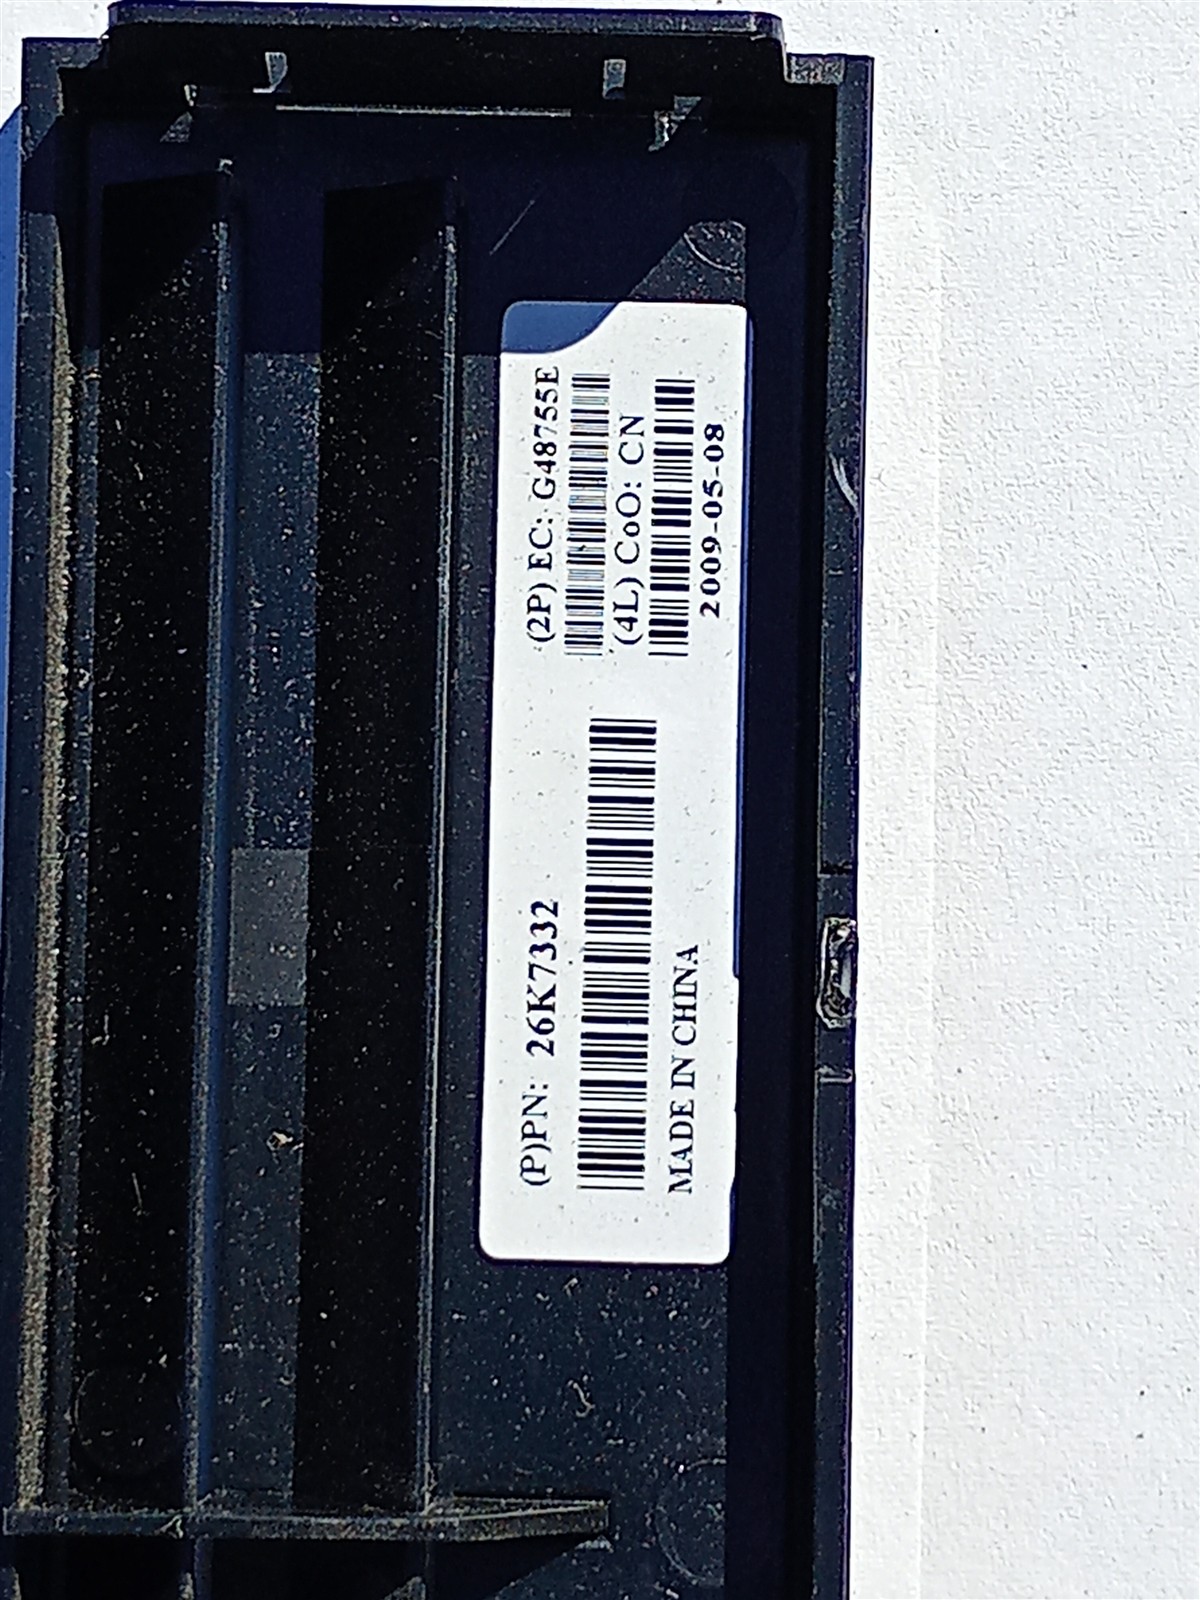 (P)PN: 26K7332
MADE IN CHINA
(2P) EC: G48755E
(4L) CoO: CN
2009-05-08